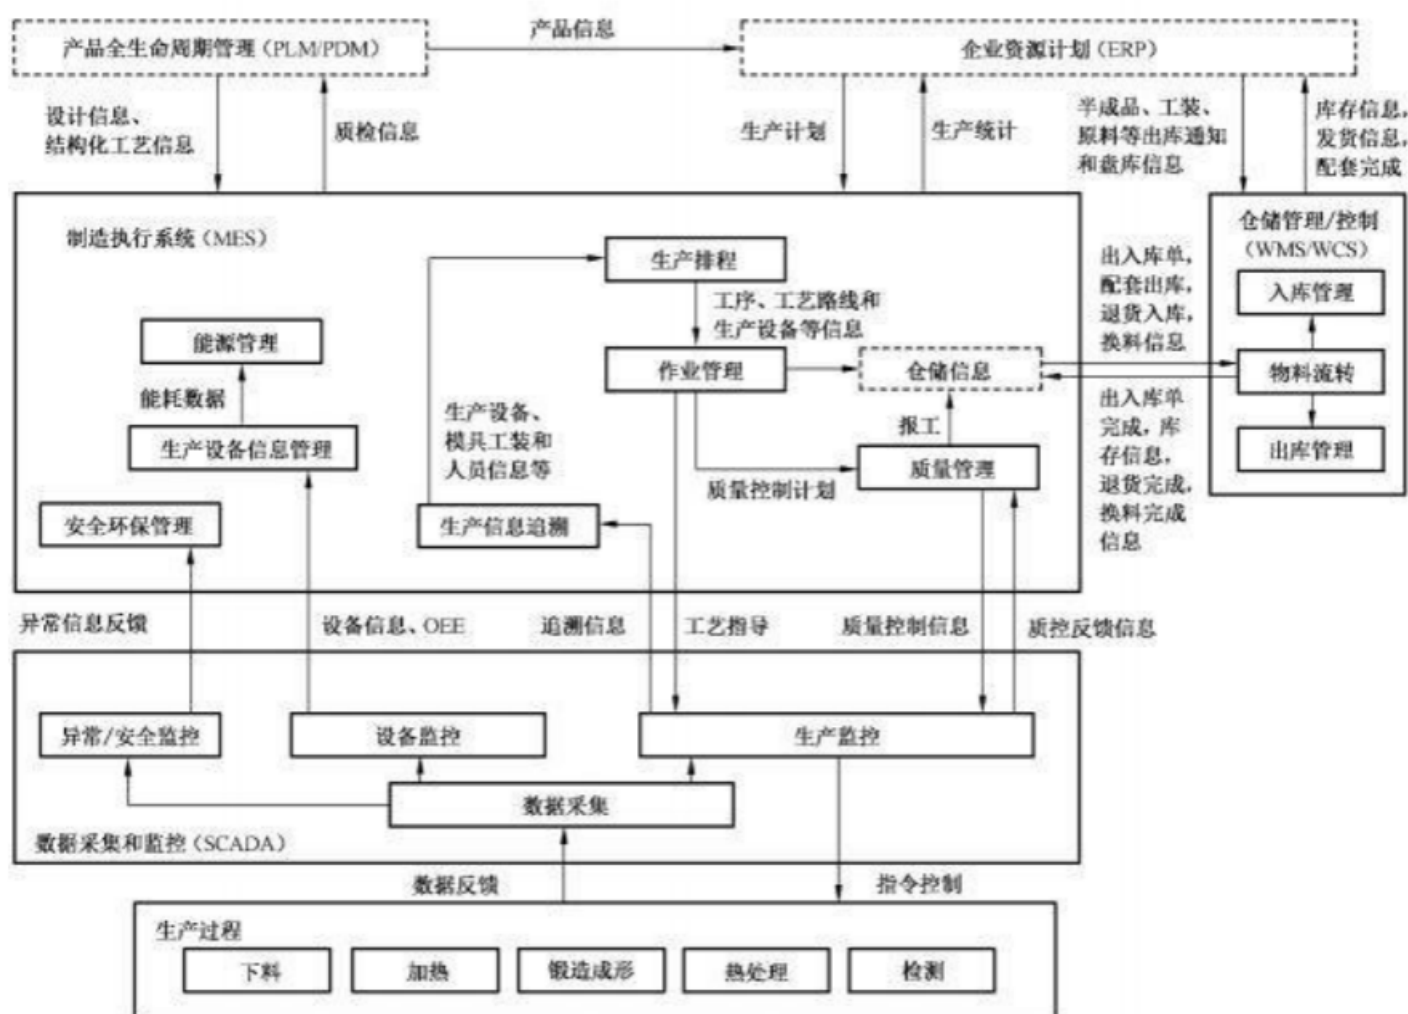 产品全生命周期管理(PLM/PDM)
产品信息
企业资源计划(ERP)
设计信息、
结构化工艺信息
质检信息
生产计划
生产统计
半成品、工装、
原料等出库通知
和盘库信息
库存信息,
发货信息,
配套完成
制造执行系统(MES)
生产排程
工序、工艺路线和
生产设备等信息
能源管理
能耗数据
生产设备信息管理
安全环保管理
作业管理
仓储信息
报工
质量管理
质量控制计划
生产设备、
模具工装和
人员信息等
生产信息追溯
出入库单,
配套出库,
退货入库,
换料信息
出入库单
完成,库
存信息,
退货完成,
换料完成
信息
仓储管理/控制
(WMS/WCS)
入库管理
物料流转
出库管理
异常信息反馈
设备信息、OEE
追溯信息
工艺指导
质量控制信息
质控反馈信息
异常/安全监控
设备监控
生产监控
数据采集
数据采集和监控(SCADA)
数据反馈
指令控制
生产过程
下料
加热
锻造成形
热处理
检测